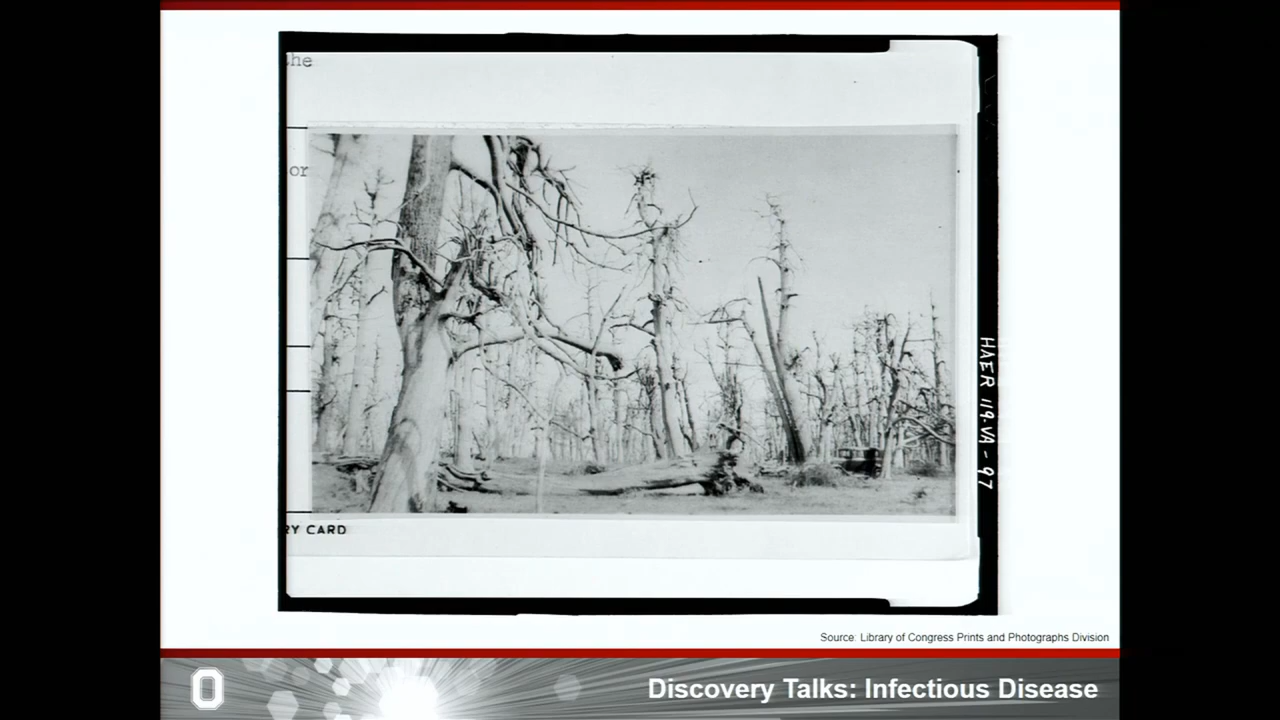 the
or
RY CARD
HAER 119.VA-97
Source: Library of Congress Prints and Photographs Division
Discovery Talks: Infectious Disease